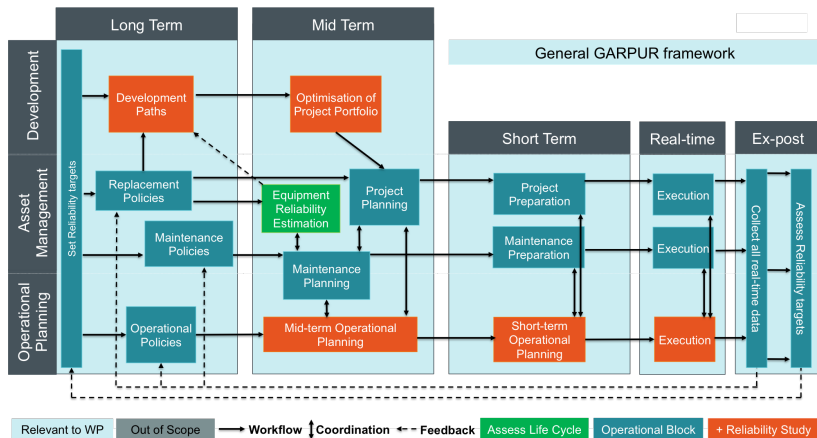 Long Term
Mid Term
General GARPUR framework
Short Term
Real-time
Ex-post
Development
Asset
Management
Operational
Planning
Set Reliability targets
Development
Paths
Optimisation of
Project Portfolio
Replacement
Policies
Equipment
Reliability
Estimation
Project
Planning
Project
Preparation
Execution
Maintenance
Policies
Maintenance
Planning
Maintenance
Preparation
Execution
Operational
Policies
Mid-term Operational
Planning
Short-term
Operational
Planning
Execution
Collect all real-time data
Assess Reliability
targets
Relevant to WP
Out of Scope
Workflow
Coordination
Feedback
Assess Life Cycle
Operational Block
+ Reliability Study